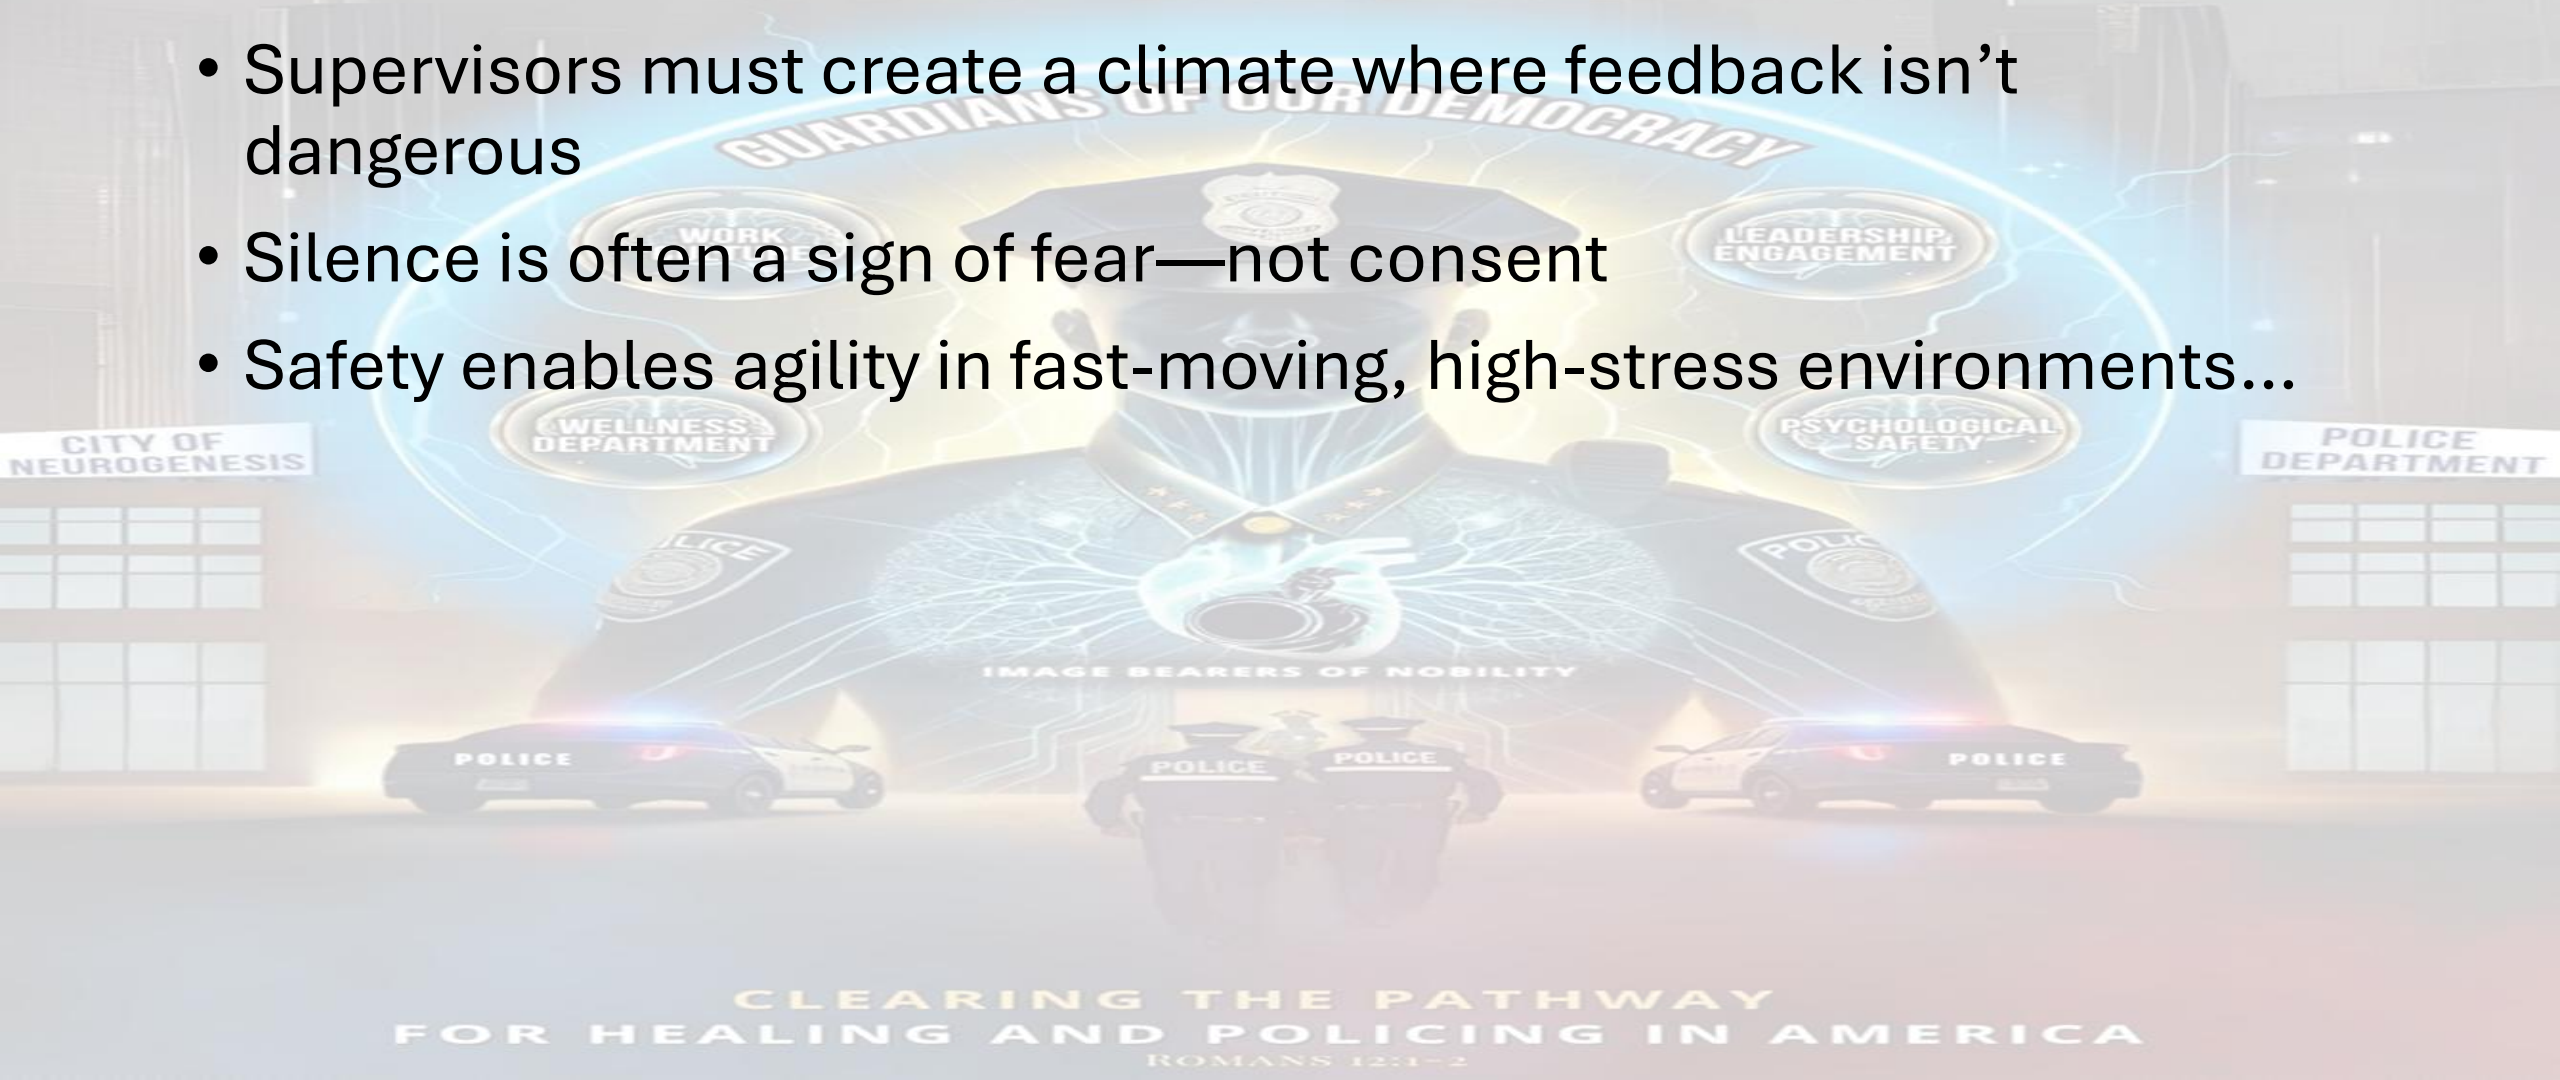 • Supervisors must create a climate where feedback isn’t
dangerous
• Silence is often a sign of fear—not consent
• Safety enables agility in fast-moving, high-stress environments…
GUARDIANS OF OUR DEMOCRACY
WORK
LEADERSHIP
ENGAGEMENT
WELLNESS
DEPARTMENT
PSYCHOLOGICAL
SAFETY
CITY OF
NEUROGENESIS
POLICE
DEPARTMENT
POLICE
IMAGE BEARERS OF NOBILITY
POLICE
POLICE
POLICE
POLICE
CLEARING THE PATHWAY
FOR HEALING AND POLICING IN AMERICA
ROMANS 12:1–2